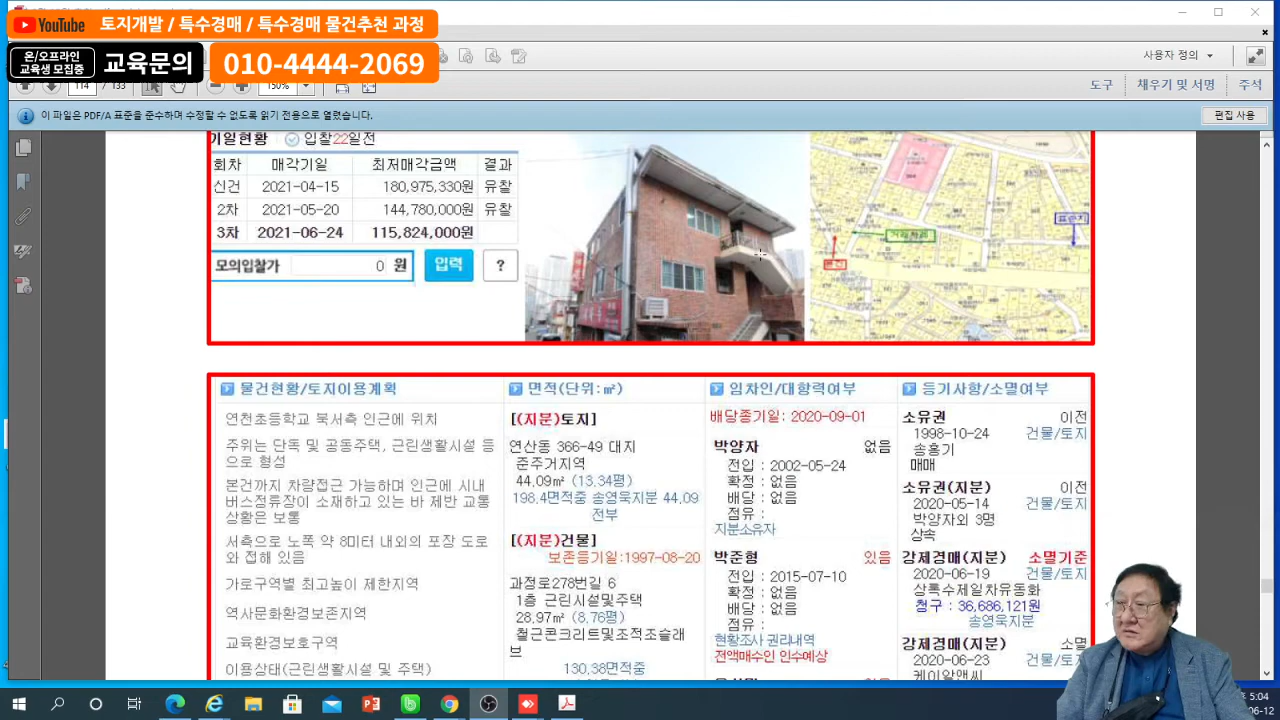 YouTube 토지개발 / 특수경매 / 특수경매 물건추천 과정
온/오프라인
교육생 모집중
교육문의 010-4444-2069
사용자 정의
114 / 133
150%
도구
채우기 및 서명
주석
이 파일은 PDF/A 표준을 준수하며 수정할 수 없도록 읽기 전용으로 열렸습니다.
편집 사용
기일현황 입찰22일전
회차 매각기일 최저매각금액 결과
신건 2021-04-15 180,975,330원 유찰
2차 2021-05-20 144,780,000원 유찰
3차 2021-06-24 115,824,000원
모의입찰가 0 원 입력 ?
본건
물건현황/토지이용계획
연천초등학교 북서측 인근에 위치
주위는 단독 및 공동주택, 근린생활시설 등
으로 형성
본건까지 차량접근 가능하며 인근에 시내
버스정류장이 소재하고 있는 바 제반 교통
상황은 보통
서측으로 노폭 약 8미터 내외의 포장 도로
와 접해 있음
가로구역별 최고높이 제한지역
역사문화환경보존지역
교육환경보호구역
이용상태(근린생활시설 및 주택)
면적(단위:㎡)
[(지분)토지]
연산동 366-49 대지
준주거지역
44.09㎡ (13.34평)
198.4면적중 송영욱지분 44.09
전부
[(지분)건물]
보존등기일:1997-08-20
과정로278번길 6
1층 근린시설및주택
28.97㎡ (8.76평)
철근콘크리트및조적조슬래
브
130.38면적중
임차인/대항력여부
배당종기일: 2020-09-01
박양자 없음
전입 : 2002-05-24
확정 : 없음
배당 : 없음
점유 :
지분소유자
박준형 있음
전입 : 2015-07-10
확정 : 없음
배당 : 없음
점유 :
현황조사 권리내역
전액매수인 인수예상
등기사항/소멸여부
소유권 이전
1998-10-24 건물/토지
송홍기
매매
소유권(지분) 이전
2020-05-14 건물/토지
박양자외 3명
상속
강제경매(지분) 소멸기준
2020-06-19 건물/토지
상록수제일차유동화
청구 : 36,686,121원
송영욱지분
강제경매(지분) 소멸
2020-06-23 건물/토
케이알앤씨
5:04
06-12